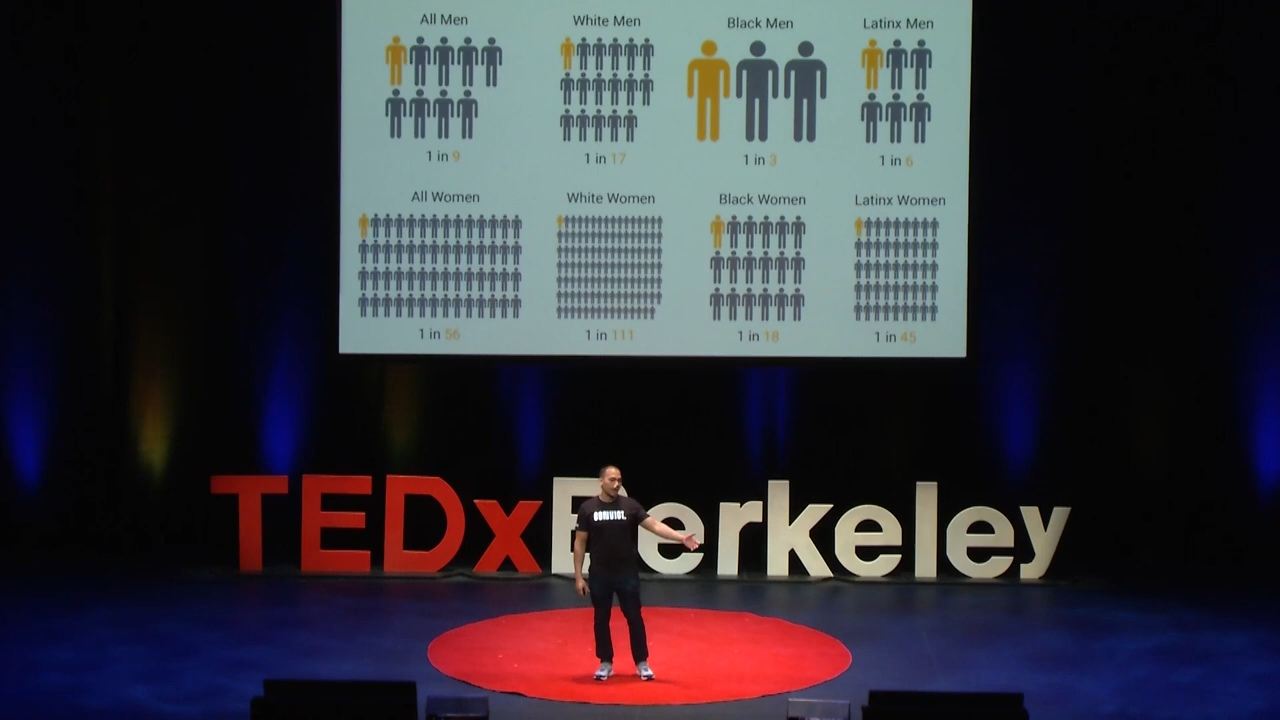 All Men
White Men
Black Men
Latinx Men
1 in 9
1 in 17
1 in 3
1 in 6
All Women
White Women
Black Women
Latinx Women
1 in 56
1 in 111
1 in 18
1 in 45
TEDxBerkeley